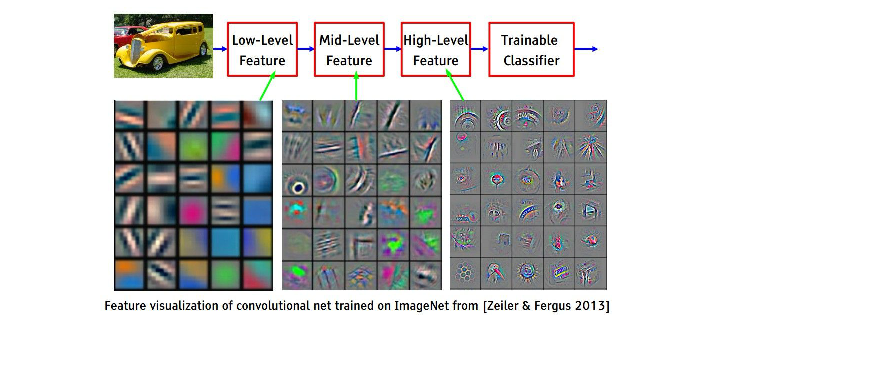 Low-Level
Feature
Mid-Level
Feature
High-Level
Feature
Trainable
Classifier
Feature visualization of convolutional net trained on ImageNet from [Zeiler & Fergus 2013]